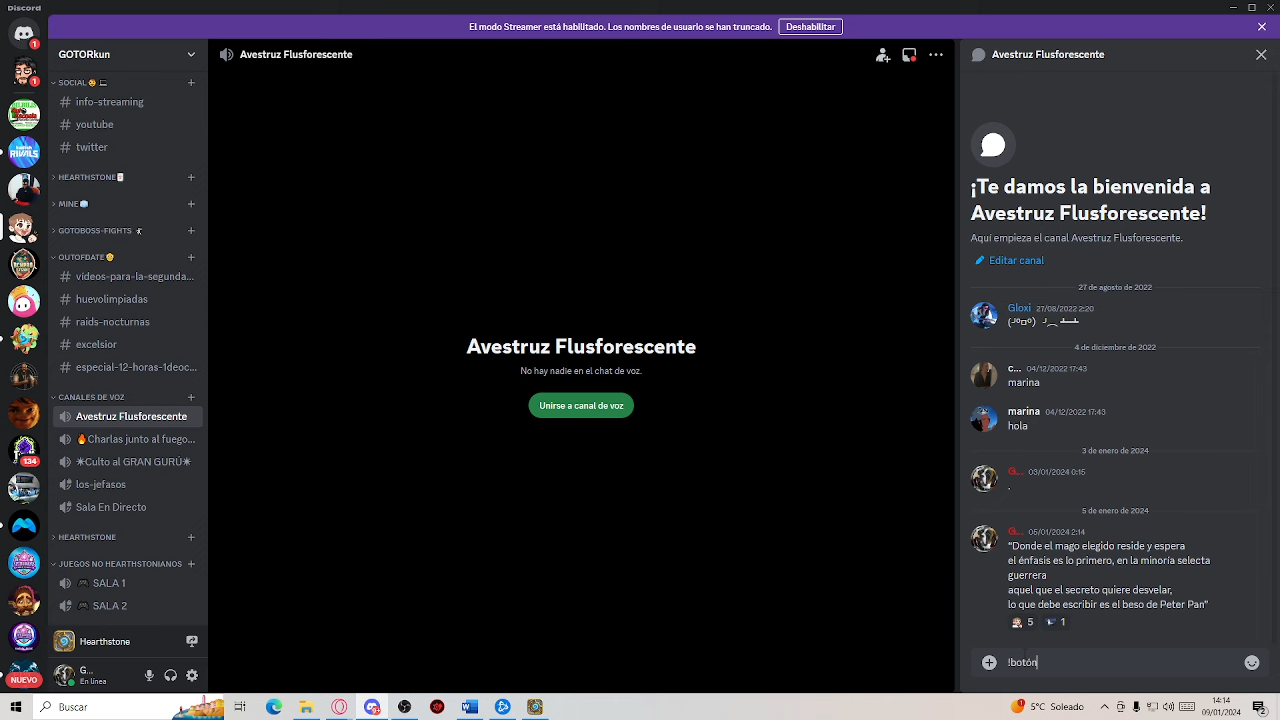 Discord
El modo Streamer está habilitado. Los nombres de usuario se han truncado.
Deshabilitar
GOTORkun
SOCIAL
info-streaming
youtube
twitter
HEARTHSTONE
MINE
GOTOBOSS-FIGHTS
OUTOFDATE
vídeos-para-la-segunda...
huevolimpiadas
raids-nocturnas
excelsior
especial-12-horas-1deoc...
CANALES DE VOZ
Avestruz Flusforescente
🔥Charlas junto al fuego...
☀Culto al GRAN GURÚ☀
los-jefasos
Sala En Directo
HEARTHSTONE
JUEGOS NO HEARTHSTONIANOS
🎮 SALA 1
🎮 SALA 2
Hearthstone
G...
En línea
1
1
134
NUEVO
Avestruz Flusforescente
Avestruz Flusforescente
No hay nadie en el chat de voz.
Unirse a canal de voz
Avestruz Flusforescente
¡Te damos la bienvenida a
Avestruz Flusforescente!
Aquí empieza el canal Avestruz Flusforescente.
Editar canal
27 de agosto de 2022
Gloxi 27/08/2022 2:20
(╯°□°)╯︵ ┻━┻
4 de diciembre de 2022
c... 04/12/2022 17:43
marina
marina 04/12/2022 17:43
hola
3 de enero de 2024
G... 03/01/2024 0:15
.
5 de enero de 2024
G... 05/01/2024 2:14
"Donde el mago elegido reside y espera
el énfasis es lo primero, en la minoría selecta
guerrera
aquel que el secreto quiere desvelar,
lo que debe escribir es el beso de Peter Pan"
5 1
!botón
Buscar
5°C Soleado
14:14
09/01/2024